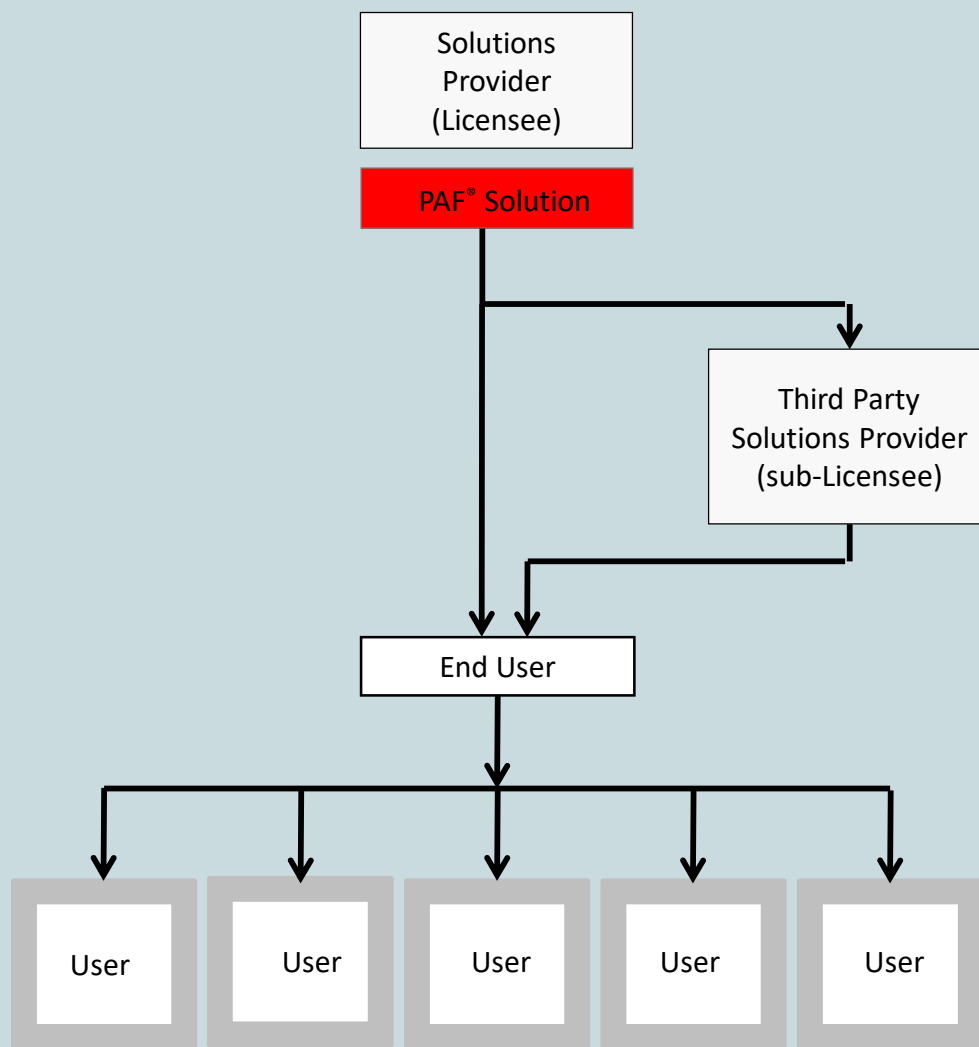 Solutions
Provider
(Licensee)
PAF® Solution
Third Party
Solutions Provider
(sub-Licensee)
End User
User
User
User
User
User